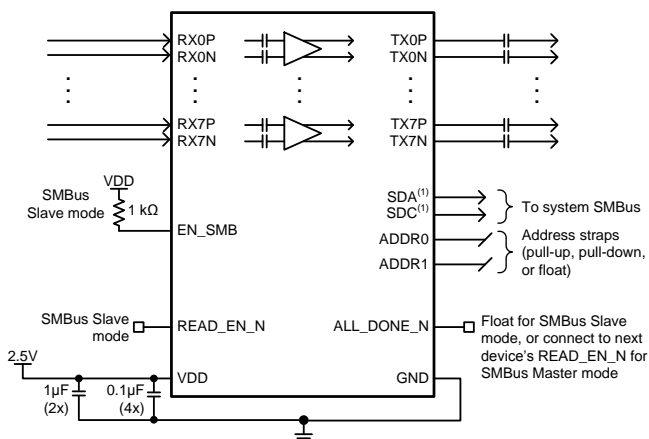 RX0P
RX0N
TX0P
TX0N
RX7P
RX7N
TX7P
TX7N
VDD
SMBus
Slave mode
1 kΩ
EN_SMB
SDA(1)
SDC(1)
To system SMBus
ADDR0
ADDR1
Address straps
(pull-up, pull-down,
or float)
SMBus Slave
mode
READ_EN_N
ALL_DONE_N
Float for SMBus Slave
mode, or connect to next
device's READ_EN_N for
SMBus Master mode
2.5V
VDD
GND
1μF
(2x)
0.1μF
(4x)